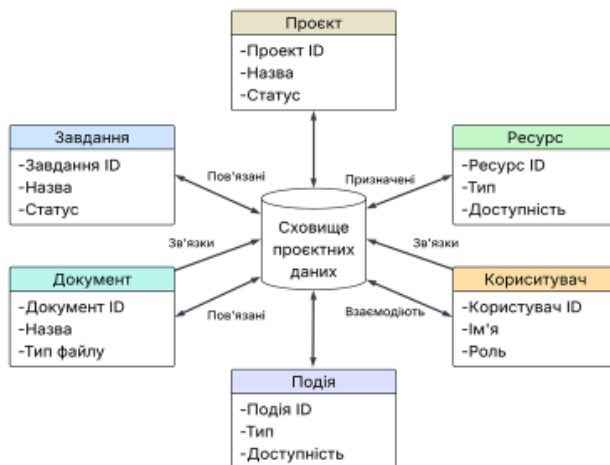 Проєкт
-Проект ID
-Назва
-Статус
Завдання
-Завдання ID
-Назва
-Статус
Пов'язані
Призначені
Ресурс
-Ресурс ID
-Тип
-Доступність
Сховище
проєктних
даних
Зв'язки
Зв'язки
Документ
-Документ ID
-Назва
-Тип файлу
Пов'язані
Взаємодіють
Кориситувач
-Користувач ID
-Ім'я
-Роль
Подія
-Подія ID
-Тип
-Доступність